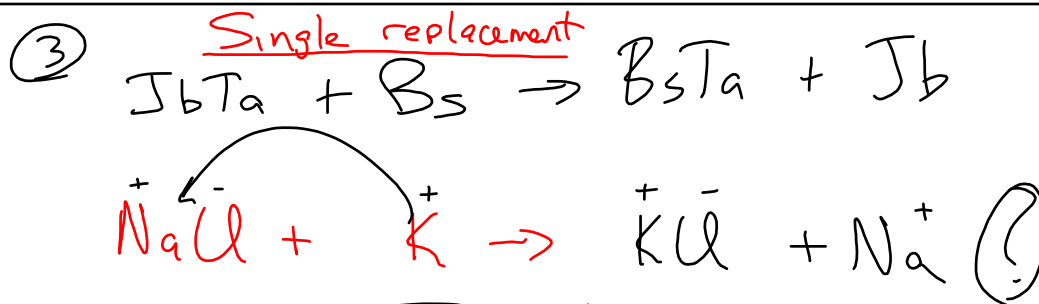 ③ Single replacement
JbTa + Bs → BsTa + Jb
+ - + + - +
NaCl + K → KCl + Na ?